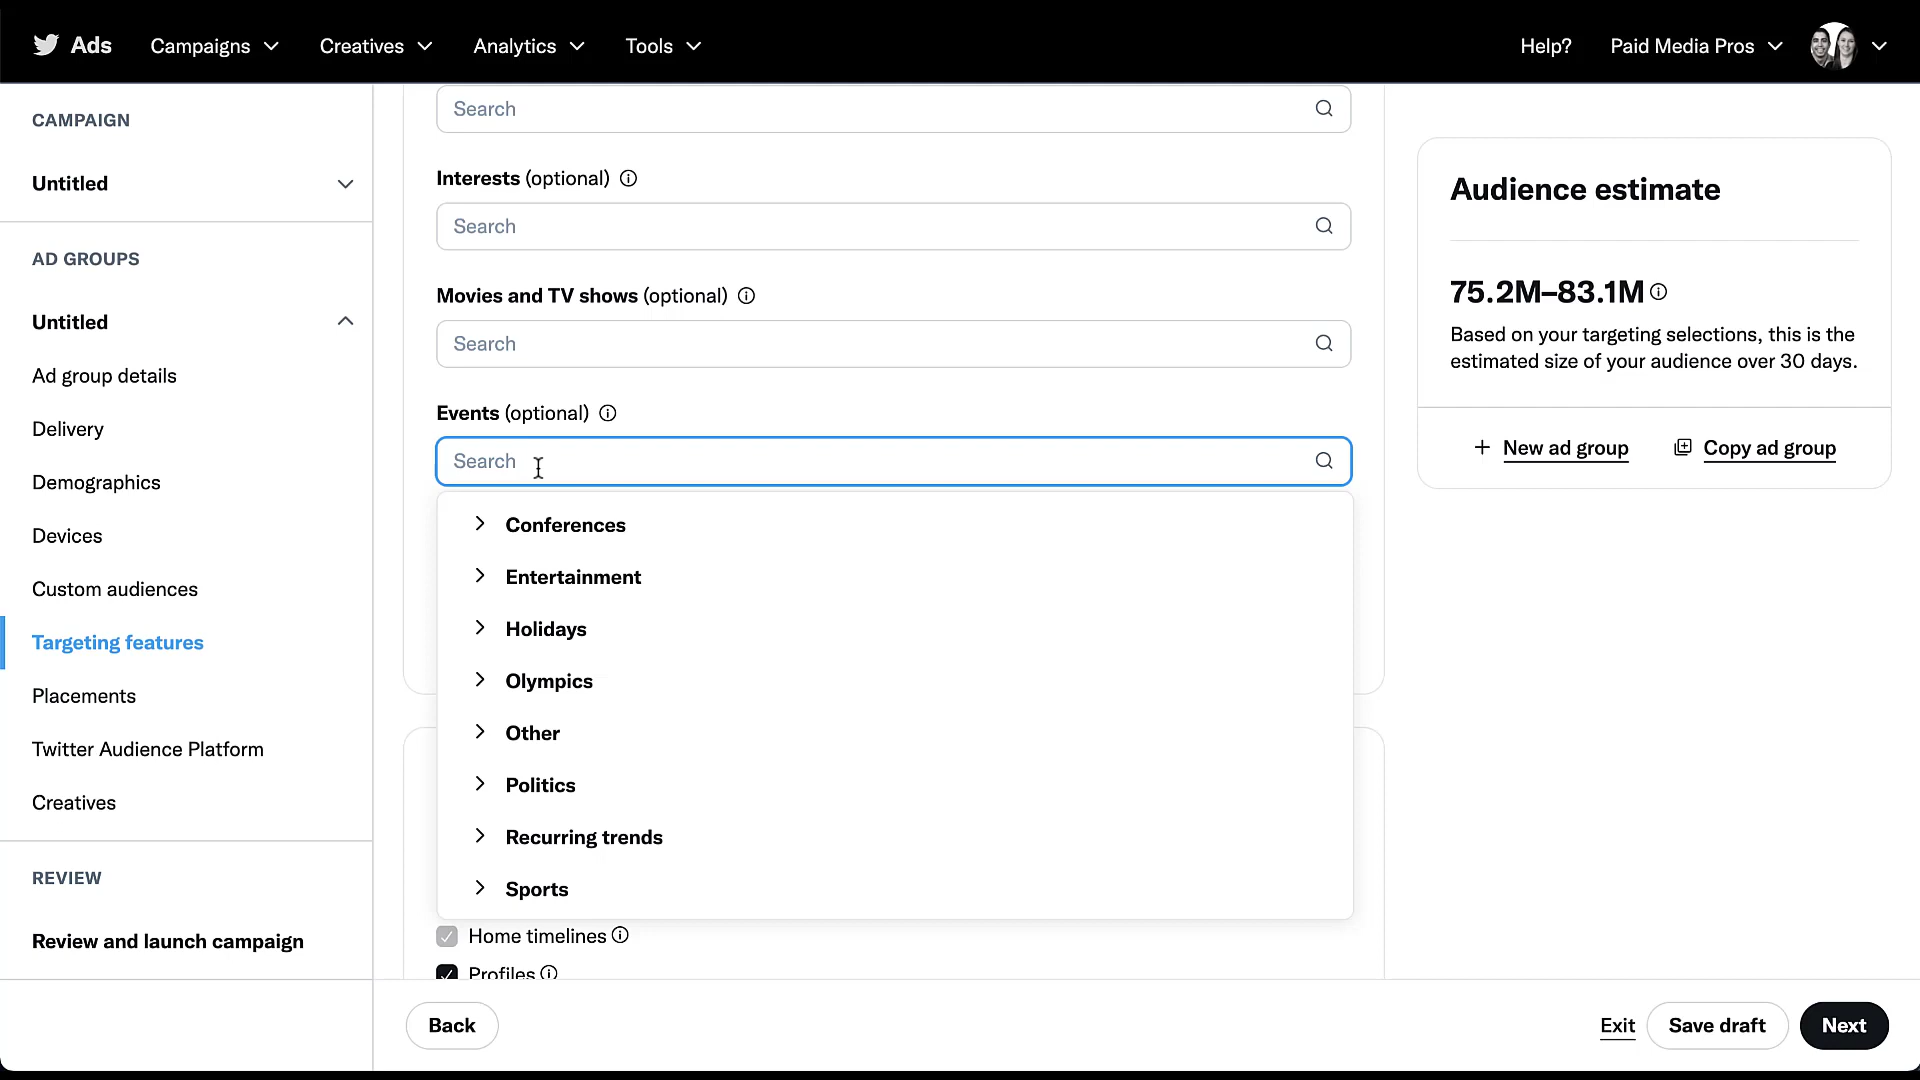 Ads
Campaigns
Creatives
Analytics
Tools
Help?
Paid Media Pros
CAMPAIGN
Untitled
AD GROUPS
Untitled
Ad group details
Delivery
Demographics
Devices
Custom audiences
Targeting features
Placements
Twitter Audience Platform
Creatives
REVIEW
Review and launch campaign
Search
Interests (optional)
Search
Movies and TV shows (optional)
Search
Events (optional)
Search
Conferences
Entertainment
Holidays
Olympics
Other
Politics
Recurring trends
Sports
Home timelines
Profiles
Audience estimate
75.2M–83.1M
Based on your targeting selections, this is the
estimated size of your audience over 30 days.
New ad group
Copy ad group
Back
Exit
Save draft
Next